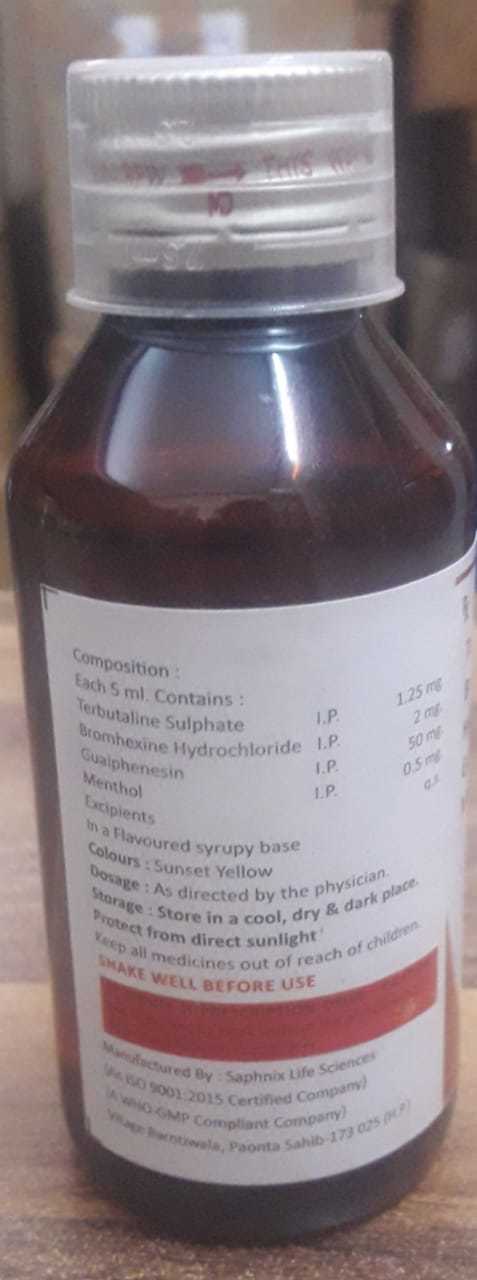 THIS
Composition :
Each 5 ml. Contains :
Terbutaline Sulphate I.P. 1.25 mg
Bromhexine Hydrochloride I.P. 2 mg.
Guaiphenesin I.P. 50 mg.
Menthol I.P. 0.5 mg.
Excipients q.s.
In a Flavoured syrupy base
Colours : Sunset Yellow
Dosage : As directed by the physician.
Storage : Store in a cool, dry & dark place.
Protect from direct sunlight
Keep all medicines out of reach of children.
SHAKE WELL BEFORE USE
Manufactured By : Saphnix Life Sciences
(An ISO 9001:2015 Certified Company)
(A WHO-GMP Compliant Company)
Village Paonta Sahib-173 025 (H.P.)